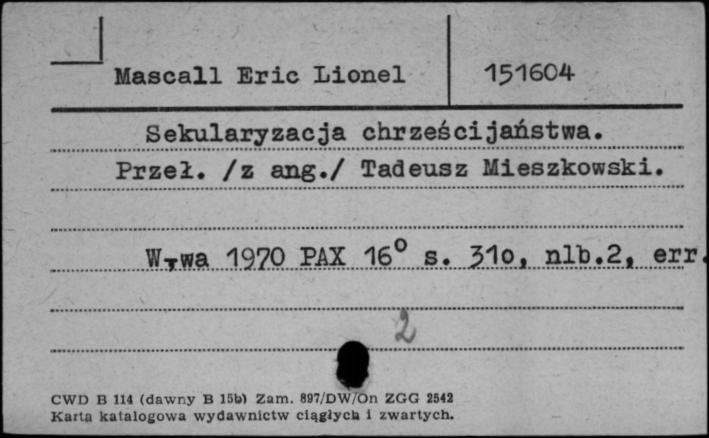 Mascall Eric Lionel 151604
Sekularyzacja chrześcijaństwa.
Przeł. /z ang./ Tadeusz Mieszkowski.
W-wa 1970 PAX 16° s. 310, nlb.2, err.
2
CWD B 114 (dawny B 15b) Zam. 897/DW/On ZGG 2542
Karta katalogowa wydawnictw ciągłych i zwartych.